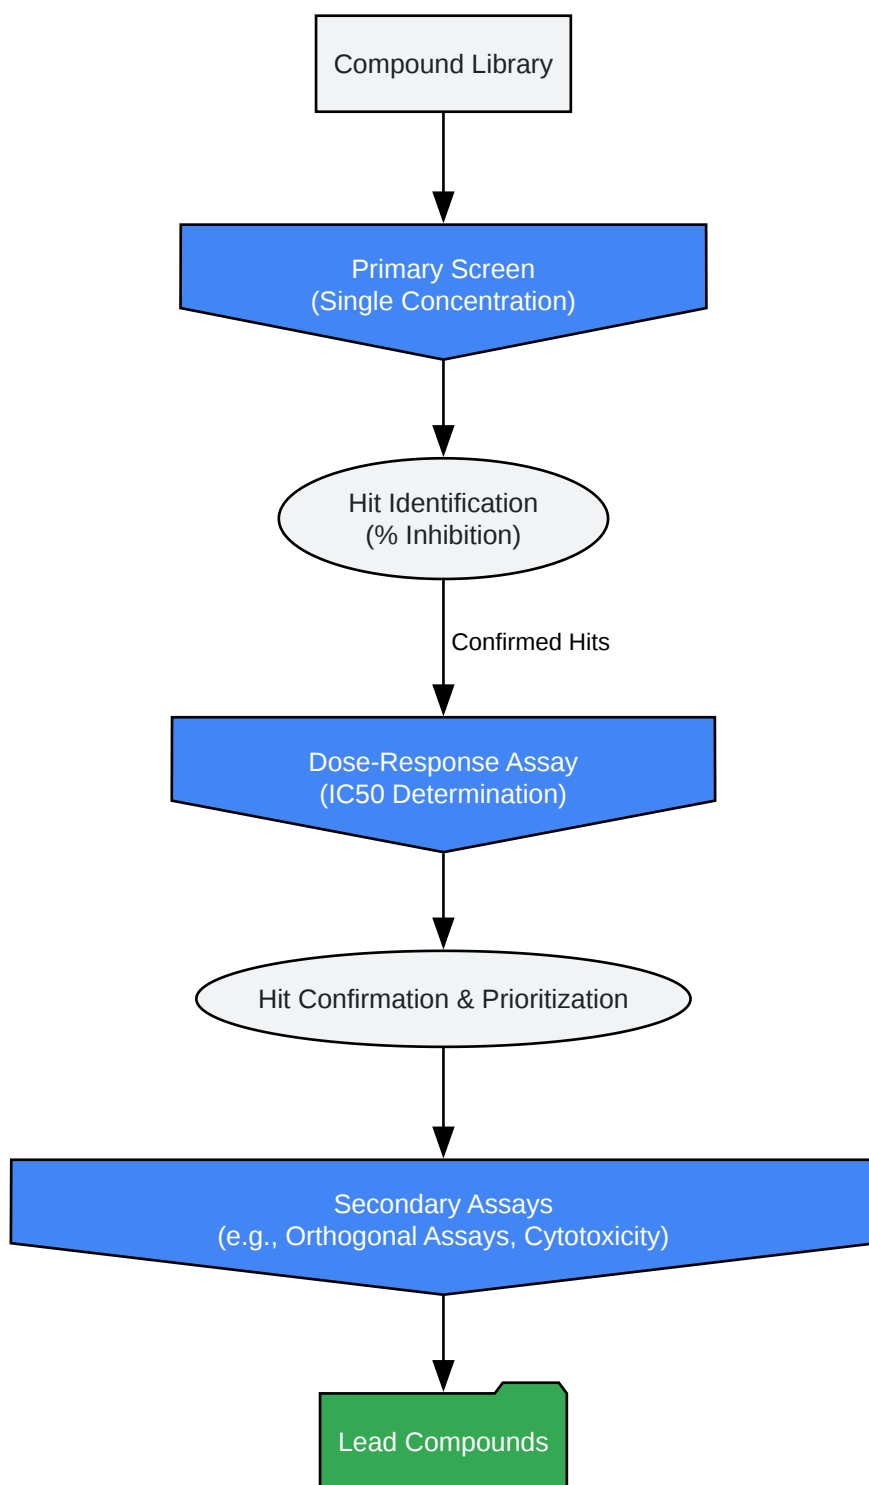 Compound Library
Primary Screen
(Single Concentration)
Hit Identification
(% Inhibition)
Confirmed Hits
Dose-Response Assay
(IC50 Determination)
Hit Confirmation & Prioritization
Secondary Assays
(e.g., Orthogonal Assays, Cytotoxicity)
Lead Compounds